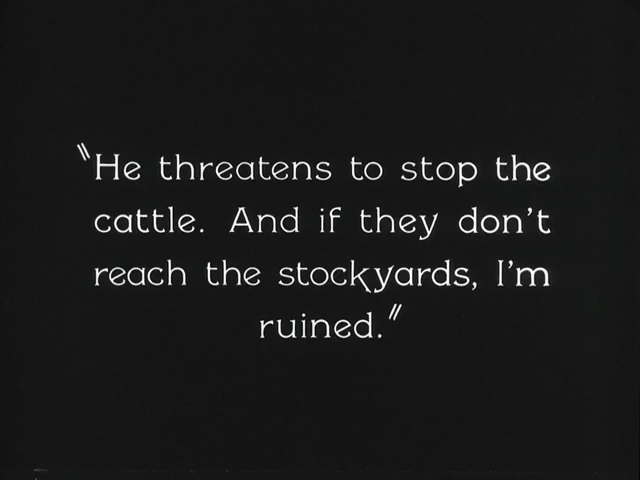 "He threatens to stop the
cattle. And if they don't
reach the stockyards, I'm
ruined."